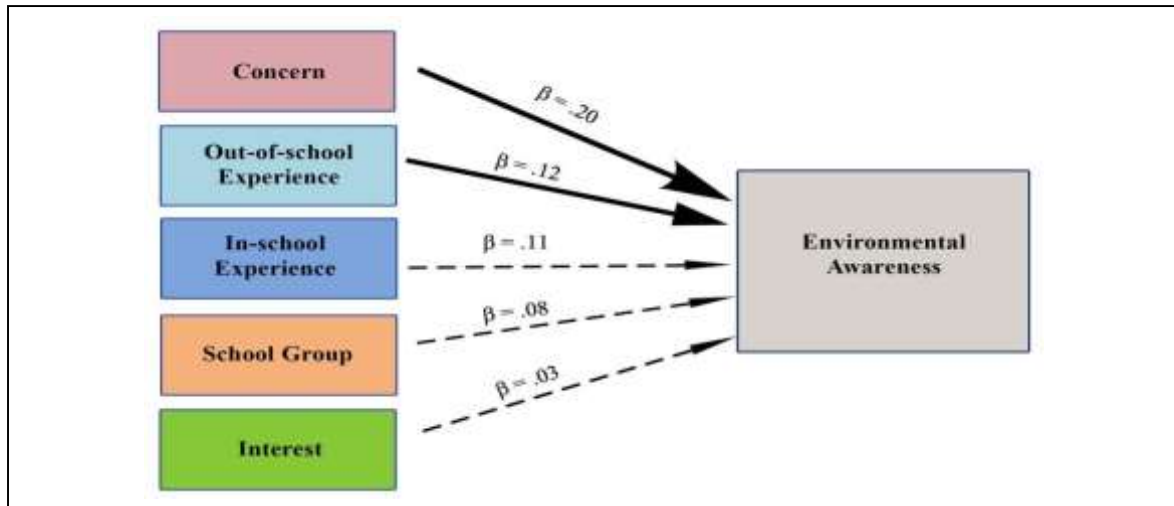 Concern
β = .20
Out-of-school
Experience
β = .12
In-school
Experience
β = .11
Environmental
Awareness
School Group
β = .08
Interest
β = .03